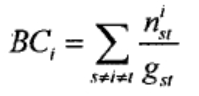 BC_i = \sum_{s \neq i \neq t} \frac{n_{st}^{i}}{g_{st}}